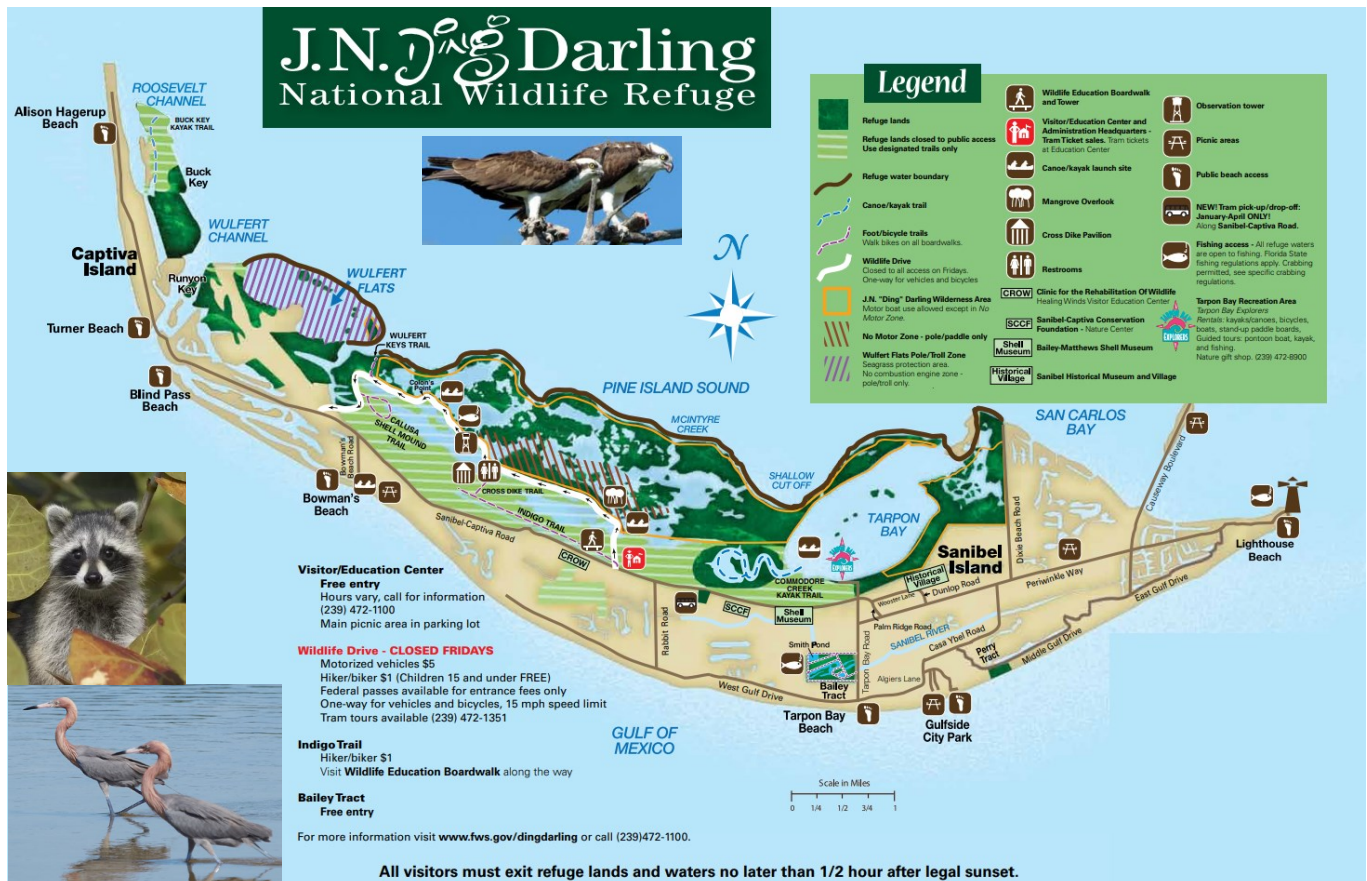 J.N. Ding Darling
National Wildlife Refuge
Legend
Refuge lands
Refuge lands closed to public access
Use designated trails only
Refuge water boundary
Canoe/kayak trail
Foot/bicycle trails
Walk bikes on all boardwalks.
Wildlife Drive
Closed to all access on Fridays.
One-way for vehicles and bicycles
J.N. "Ding" Darling Wilderness Area
Motor boat use allowed except in No
Motor Zone.
No Motor Zone - pole/paddle only
Wulfert Flats Pole/Troll Zone
Seagrass protection area.
No combustion engine zone -
pole/troll only.
Wildlife Education Boardwalk
and Tower
Visitor/Education Center and
Administration Headquarters -
Tram Ticket sales. Tram tickets
at Education Center
Canoe/kayak launch site
Mangrove Overlook
Cross Dike Pavilion
Restrooms
CROW Clinic for the Rehabilitation Of Wildlife
Healing Winds Visitor Education Center
SCCF Sanibel-Captiva Conservation
Foundation - Nature Center
Shell
Museum
Bailey-Matthews Shell Museum
Historical
Village
Sanibel Historical Museum and Village
Observation tower
Picnic areas
Public beach access
NEW! Tram pick-up/drop-off:
January-April ONLY!
Along Sanibel-Captiva Road.
Fishing access - All refuge waters
are open to fishing. Florida State
fishing regulations apply. Crabbing
permitted, see specific crabbing
regulations.
TARPON BAY
EXPLORERS
Tarpon Bay Recreation Area
Tarpon Bay Explorers
Rentals: kayaks/canoes, bicycles,
boats, stand-up paddle boards,
Guided tours: pontoon boat, kayak,
and fishing.
Nature gift shop. (239) 472-8900
N
ROOSEVELT
CHANNEL
Alison Hagerup
Beach
BUCK KEY
KAYAK TRAIL
Buck
Key
WULFERT
CHANNEL
Captiva
Island
Runyon
Key
WULFERT
FLATS
Turner Beach
WULFERT
KEYS TRAIL
Blind Pass
Beach
Colon's
Point
PINE ISLAND SOUND
MCINTYRE
CREEK
SAN CARLOS
BAY
CALUSA
SHELL MOUND
TRAIL
Bowman's
Beach Road
SHALLOW
CUT OFF
Causeway Boulevard
Bowman's
Beach
CROSS DIKE TRAIL
INDIGO TRAIL
Sanibel-Captiva Road
CROW
TARPON
BAY
TARPON BAY
EXPLORERS
Sanibel
Island
Dixie Beach Road
Lighthouse
Beach
COMMODORE
CREEK
KAYAK TRAIL
Historical
Village
Wooster Lane
Dunlop Road
Periwinkle Way
East Gulf Drive
SCCF
Shell
Museum
Rabbit Road
Palm Ridge Road
SANIBEL RIVER
Casa Ybel Road
Perry
Tract
Middle Gulf Drive
Smith Pond
P
Tarpon Bay Road
Algiers Lane
Bailey
Tract
West Gulf Drive
Tarpon Bay
Beach
Gulfside
City Park
GULF OF
MEXICO
Scale in Miles
0 1/4 1/2 3/4 1
Visitor/Education Center
Free entry
Hours vary, call for information
(239) 472-1100
Main picnic area in parking lot
Wildlife Drive - CLOSED FRIDAYS
Motorized vehicles $5
Hiker/biker $1 (Children 15 and under FREE)
Federal passes available for entrance fees only
One-way for vehicles and bicycles, 15 mph speed limit
Tram tours available (239) 472-1351
Indigo Trail
Hiker/biker $1
Visit Wildlife Education Boardwalk along the way
Bailey Tract
Free entry
For more information visit www.fws.gov/dingdarling or call (239)472-1100.
All visitors must exit refuge lands and waters no later than 1/2 hour after legal sunset.